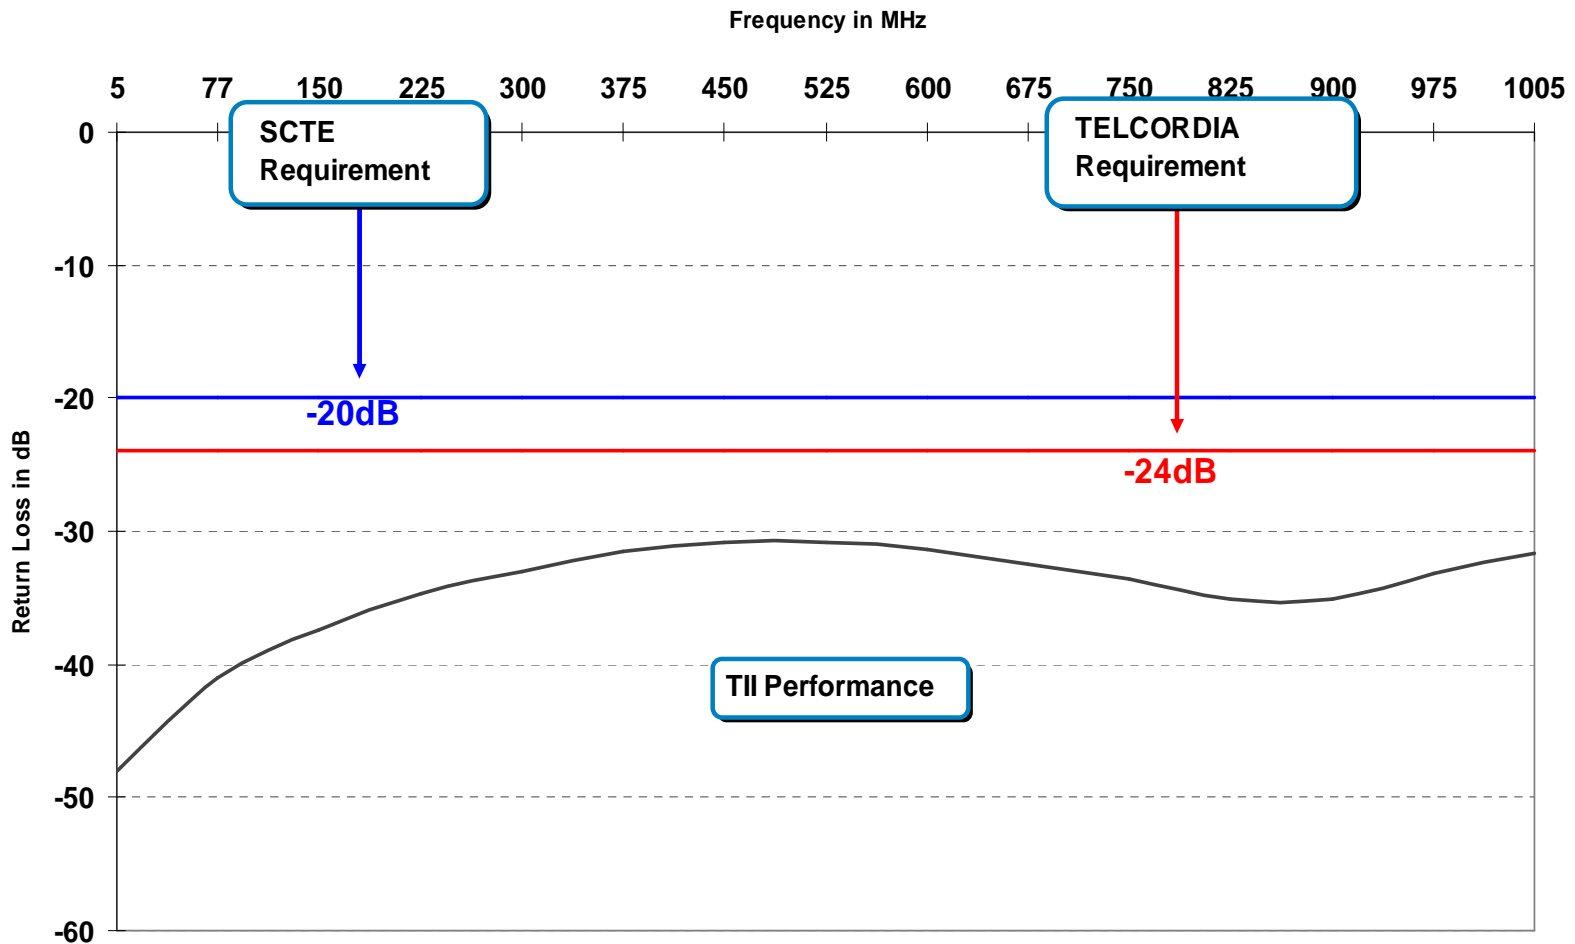 Frequency in MHz
5 77 150 225 300 375 450 525 600 675 750 825 900 975 1005
SCTE
Requirement
TELCORDIA
Requirement
0
-10
-20
-20dB
-24dB
-30
-40
-50
-60
Return Loss in dB
TII Performance